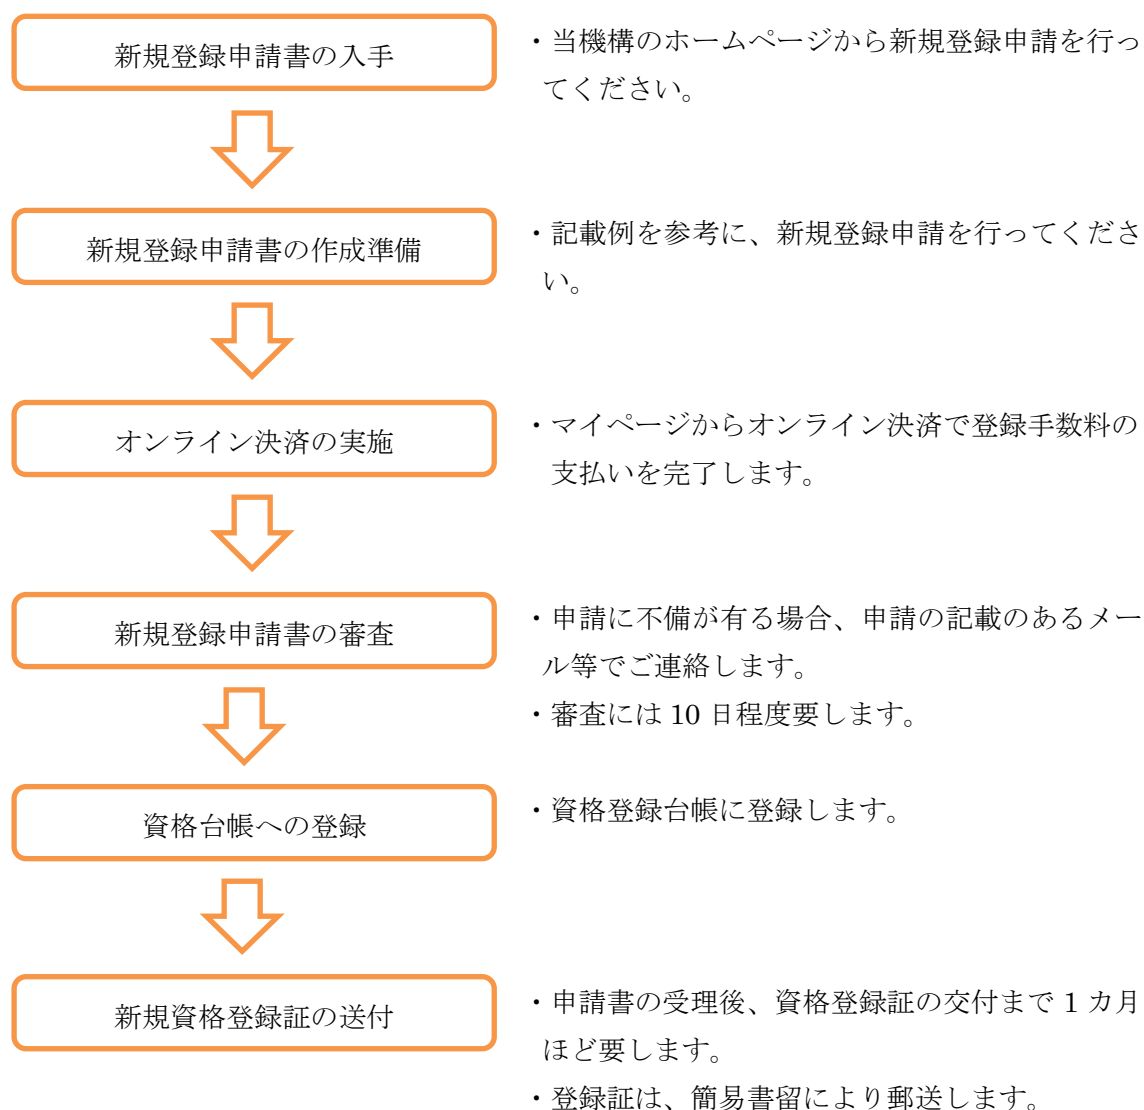 新規登録申請書の入手
・当機構のホームページから新規登録申請を行っ
てください。
新規登録申請書の作成準備
・記載例を参考に、新規登録申請を行ってくださ
い。
オンライン決済の実施
・マイページからオンライン決済で登録手数料の
支払いを完了します。
新規登録申請書の審査
・申請に不備が有る場合、申請の記載のあるメー
ル等でご連絡します。
・審査には 10 日程度要します。
資格台帳への登録
・資格登録台帳に登録します。
新規資格登録証の送付
・申請書の受理後、資格登録証の交付まで 1 カ月
ほど要します。
・登録証は、簡易書留により郵送します。